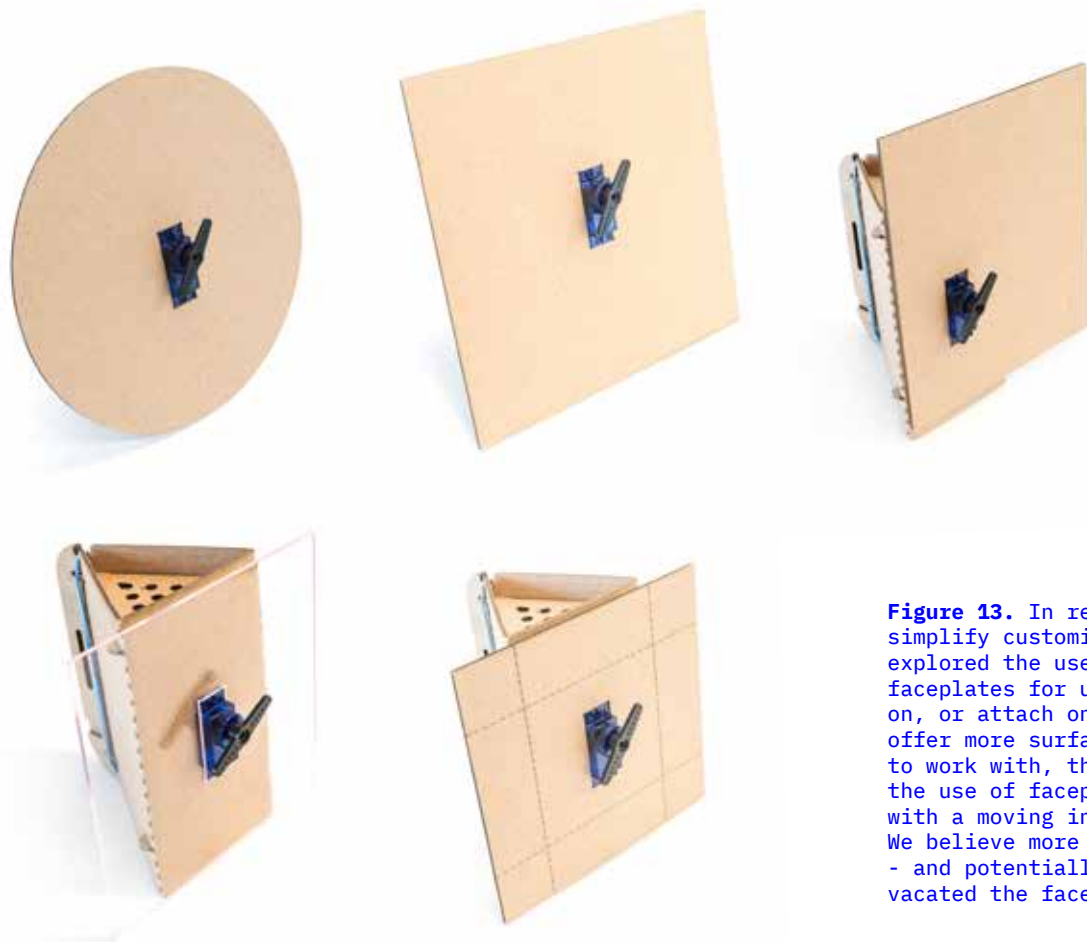 Figure 13. In re
simplify customi
explored the use
faceplates for u
on, or attach on
offer more surfa
to work with, th
the use of facep
with a moving in
We believe more
- and potentiall
vacated the face